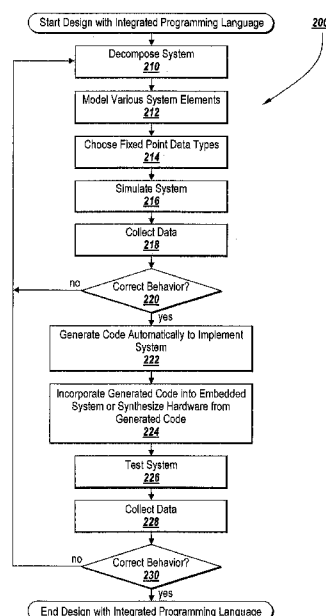 Start Design with Integrated Programming Language
200
Decompose System
210
Model Various System Elements
212
Choose Fixed Point Data Types
214
Simulate System
216
Collect Data
218
no
Correct Behavior?
220
yes
Generate Code Automatically to Implement
System
222
Incorporate Generated Code into Embedded
System or Synthesize Hardware from
Generated Code
224
Test System
226
Collect Data
228
no
Correct Behavior?
230
yes
End Design with Integrated Programming Language